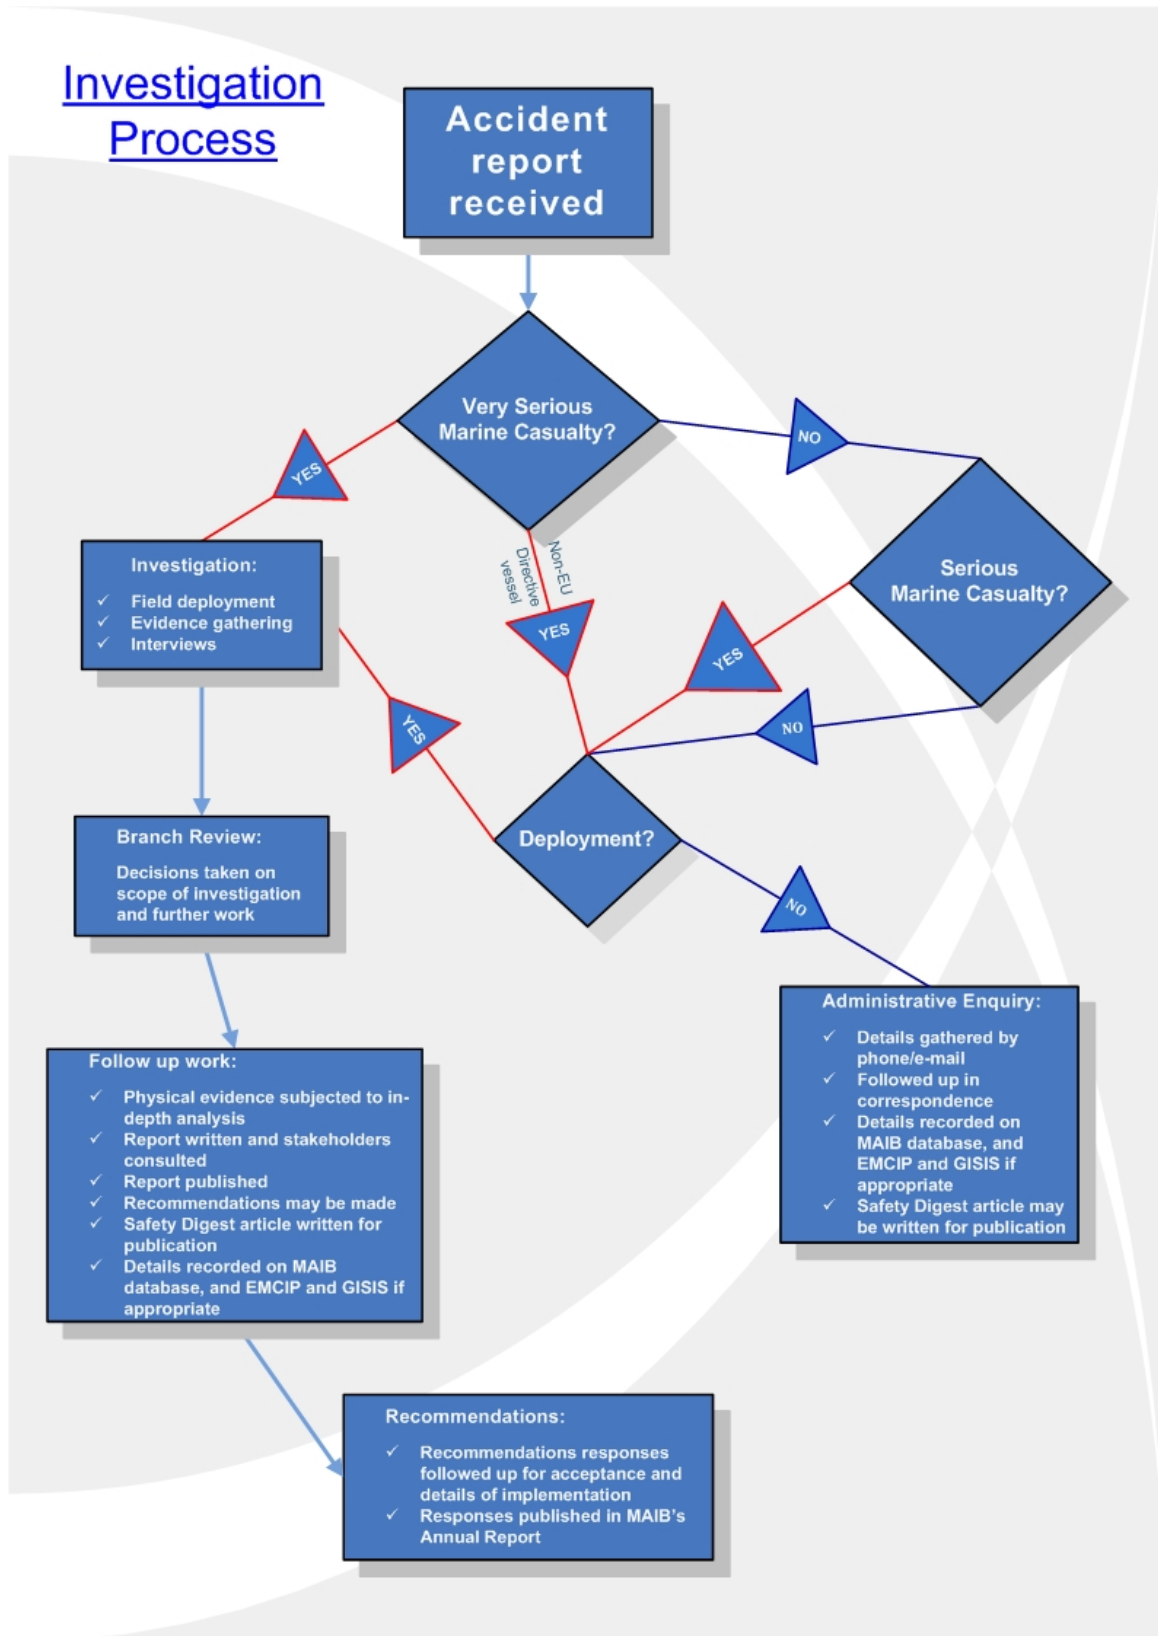 Investigation
Process
Accident
report
received
Very Serious
Marine Casualty?
NO
YES
Serious
Marine Casualty?
Non-EU
Directive
vessel
YES
YES
Investigation:
✓ Field deployment
✓ Evidence gathering
✓ Interviews
YES
NO
Deployment?
Branch Review:
Decisions taken on
scope of investigation
and further work
NO
Administrative Enquiry:
✓ Details gathered by
phone/e-mail
✓ Followed up in
correspondence
✓ Details recorded on
MAIB database, and
EMCIP and GISIS if
appropriate
✓ Safety Digest article may
be written for publication
Follow up work:
✓ Physical evidence subjected to in-
depth analysis
✓ Report written and stakeholders
consulted
✓ Report published
✓ Recommendations may be made
✓ Safety Digest article written for
publication
✓ Details recorded on MAIB
database, and EMCIP and GISIS if
appropriate
Recommendations:
✓ Recommendations responses
followed up for acceptance and
details of implementation
✓ Responses published in MAIB's
Annual Report